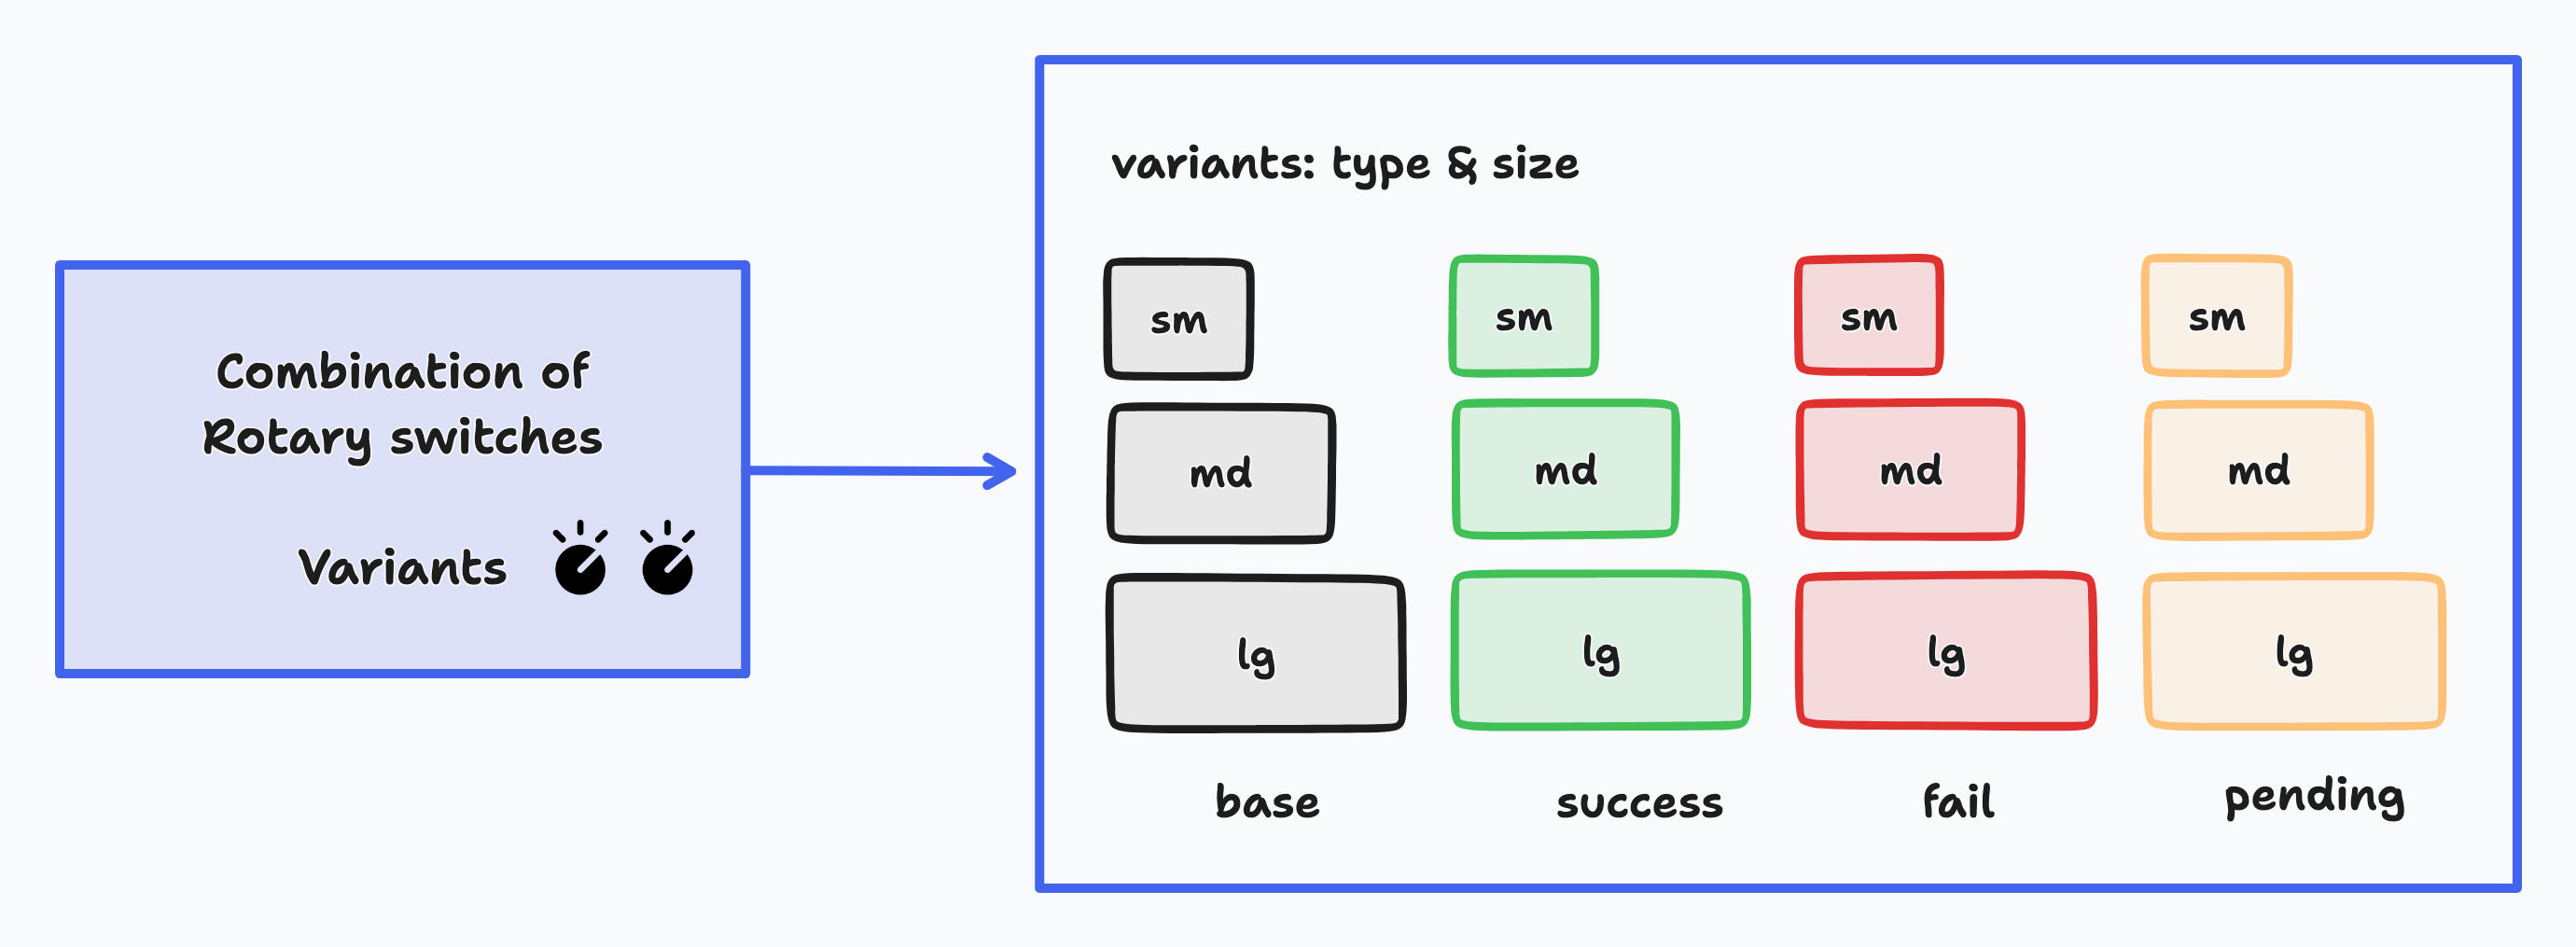 Combination of
Rotary switches
Variants
variants: type & size
sm
sm
sm
sm
md
md
md
md
lg
lg
lg
lg
base
success
fail
pending